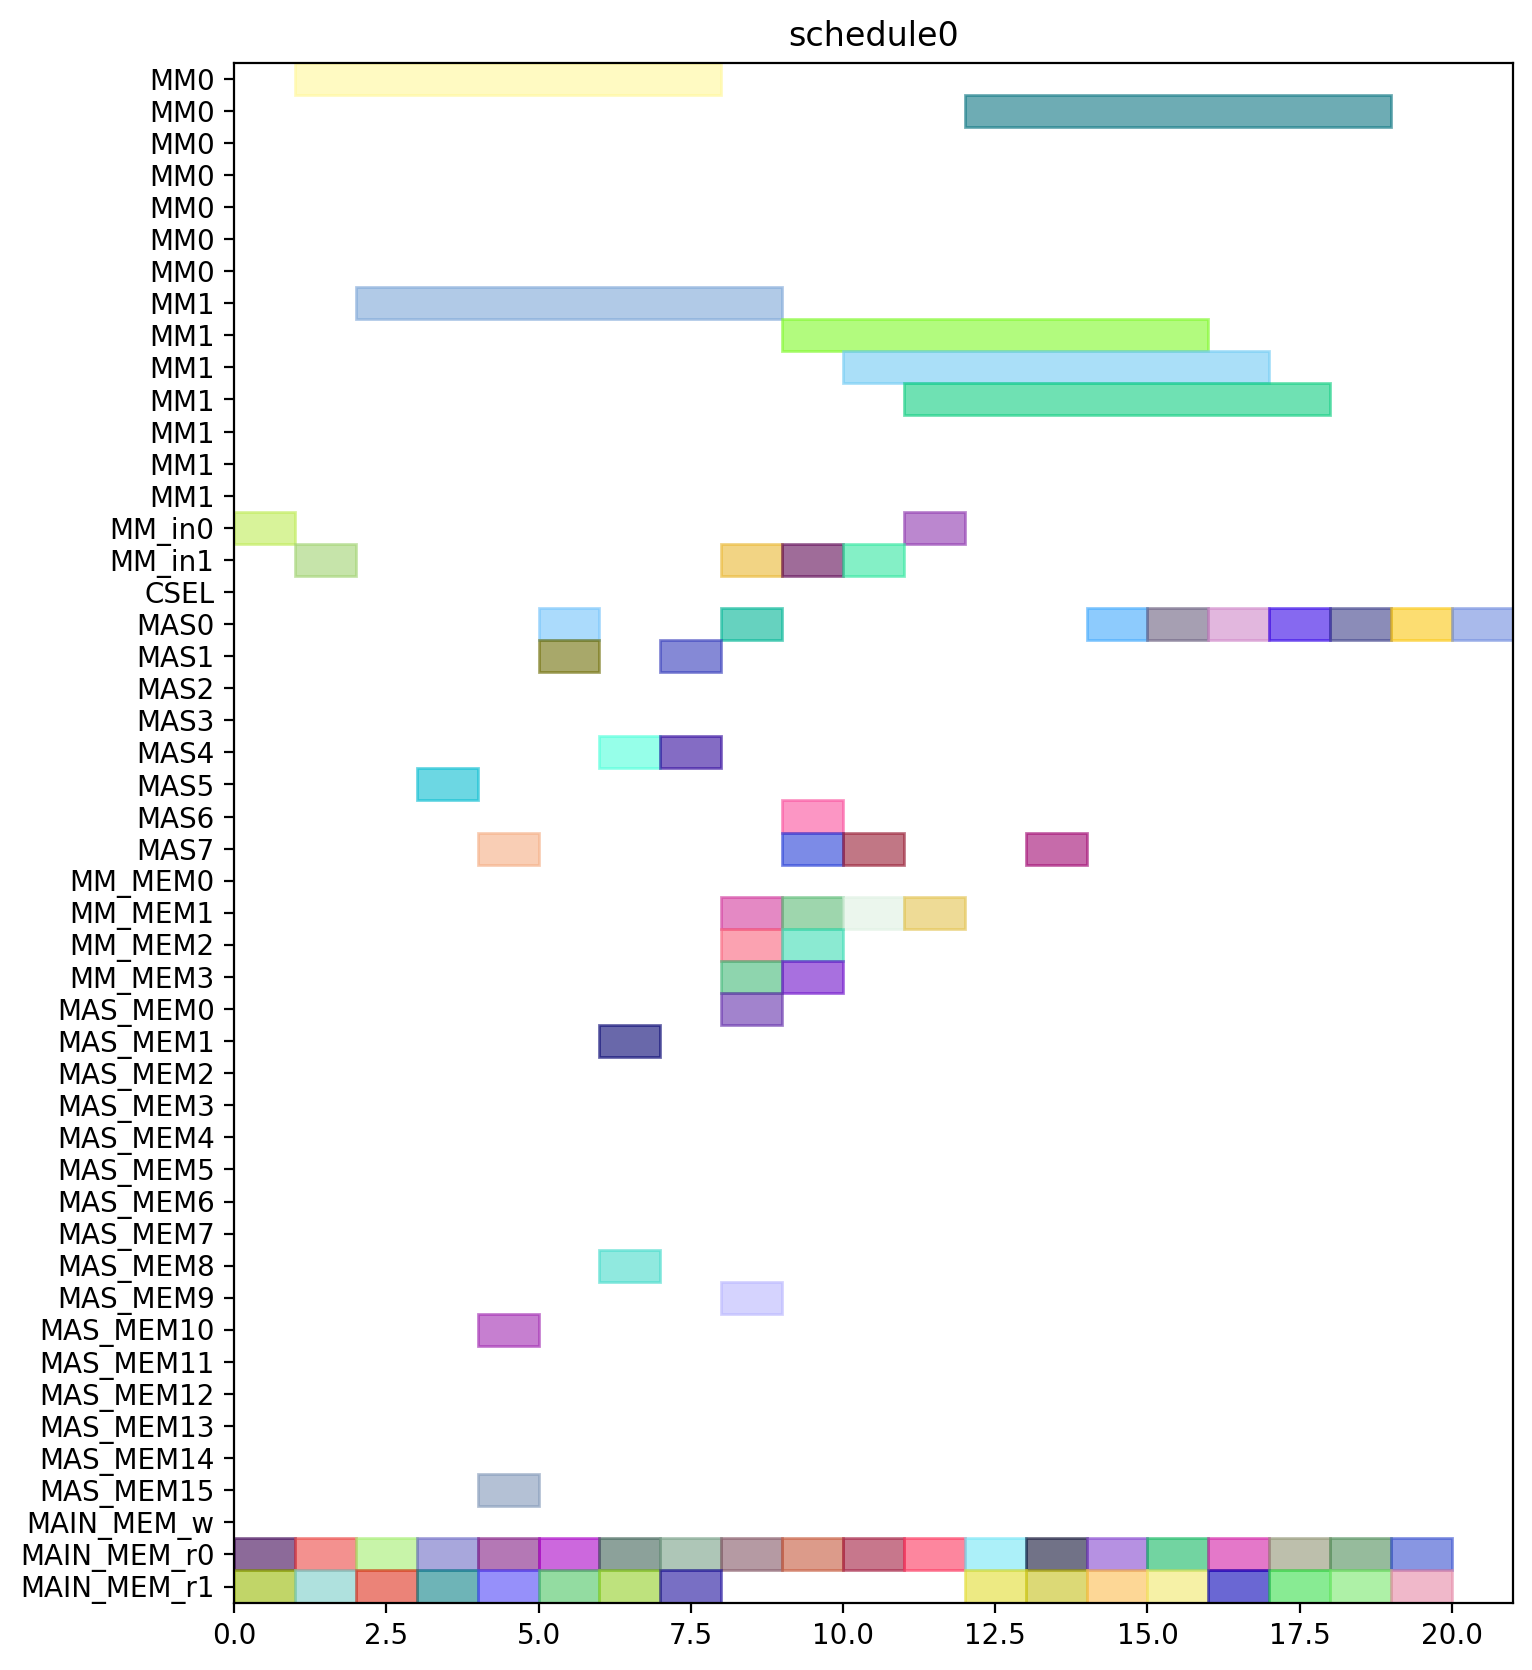 schedule0
MM0
MM0
MM0
MM0
MM0
MM0
MM0
MM1
MM1
MM1
MM1
MM1
MM1
MM1
MM_in0
MM_in1
CSEL
MAS0
MAS1
MAS2
MAS3
MAS4
MAS5
MAS6
MAS7
MM_MEM0
MM_MEM1
MM_MEM2
MM_MEM3
MAS_MEM0
MAS_MEM1
MAS_MEM2
MAS_MEM3
MAS_MEM4
MAS_MEM5
MAS_MEM6
MAS_MEM7
MAS_MEM8
MAS_MEM9
MAS_MEM10
MAS_MEM11
MAS_MEM12
MAS_MEM13
MAS_MEM14
MAS_MEM15
MAIN_MEM_w
MAIN_MEM_r0
MAIN_MEM_r1
0.0 2.5 5.0 7.5 10.0 12.5 15.0 17.5 20.0